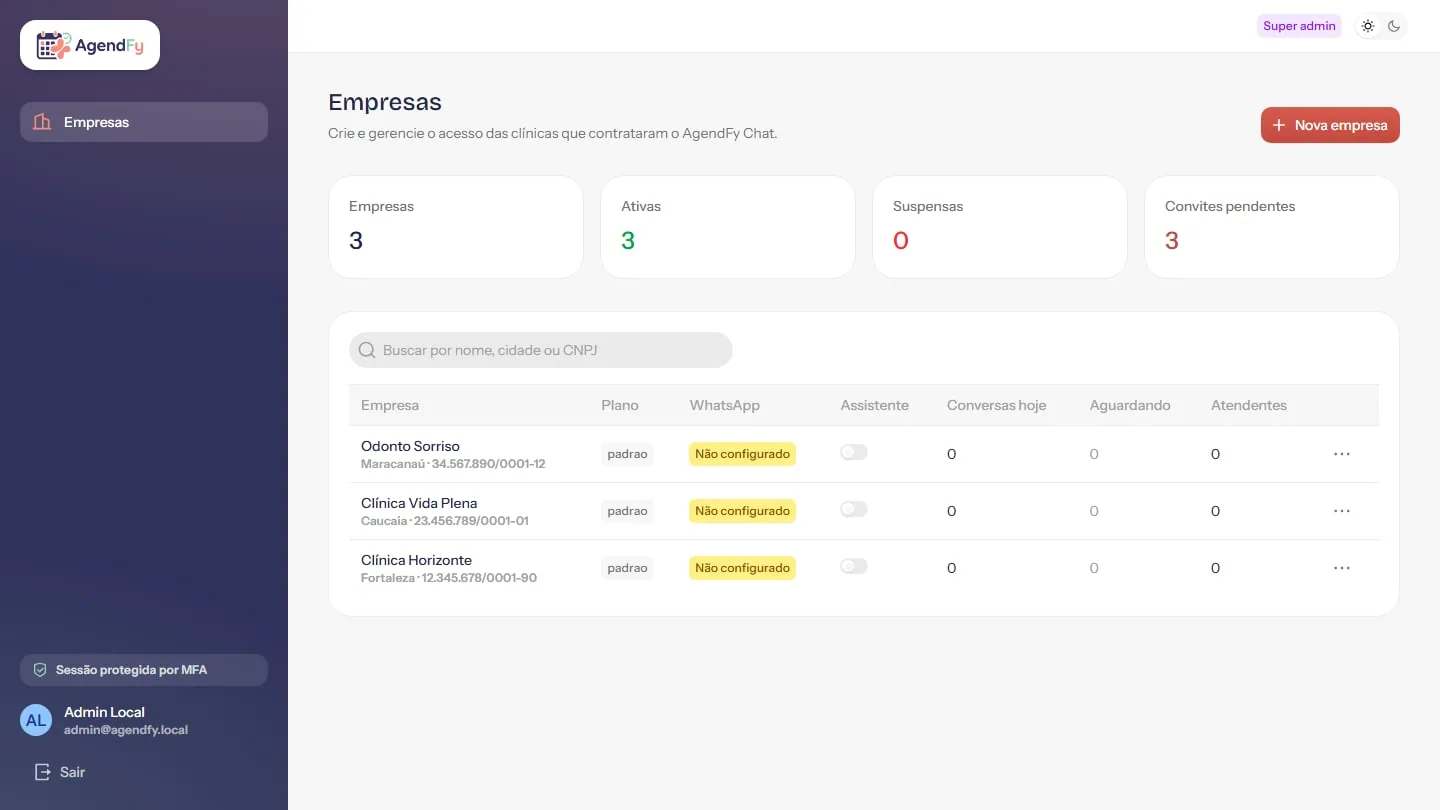 AgendFy
Super admin
Empresas
Empresas
Crie e gerencie o acesso das clínicas que contrataram o AgendFy Chat.
+ Nova empresa
Empresas
3
Ativas
3
Suspensas
0
Convites pendentes
3
Buscar por nome, cidade ou CNPJ
Empresa Plano WhatsApp Assistente Conversas hoje Aguardando Atendentes
Odonto Sorriso padrao Não configurado 0 0 0 ...
Maracanaú · 34.567.890/0001-12
Clínica Vida Plena padrao Não configurado 0 0 0 ...
Caucaia · 23.456.789/0001-01
Clínica Horizonte padrao Não configurado 0 0 0 ...
Fortaleza · 12.345.678/0001-90
Sessão protegida por MFA
AL
Admin Local
admin@agendfy.local
Sair